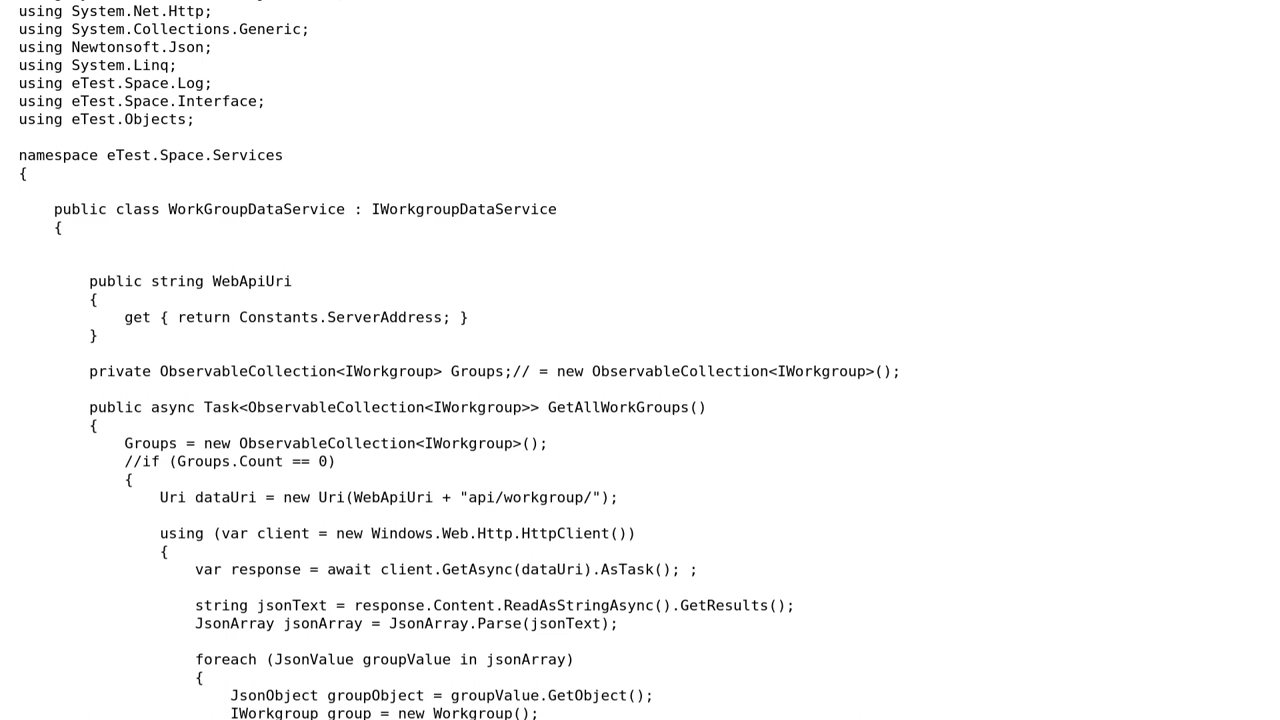 using System.Net.Http;
using System.Collections.Generic;
using Newtonsoft.Json;
using System.Linq;
using eTest.Space.Log;
using eTest.Space.Interface;
using eTest.Objects;

namespace eTest.Space.Services
{

    public class WorkGroupDataService : IWorkgroupDataService
    {


        public string WebApiUri
        {
            get { return Constants.ServerAddress; }
        }

        private ObservableCollection<IWorkgroup> Groups;// = new ObservableCollection<IWorkgroup>();

        public async Task<ObservableCollection<IWorkgroup>> GetAllWorkGroups()
        {
            Groups = new ObservableCollection<IWorkgroup>();
            //if (Groups.Count == 0)
            {
                Uri dataUri = new Uri(WebApiUri + "api/workgroup/");

                using (var client = new Windows.Web.Http.HttpClient())
                {
                    var response = await client.GetAsync(dataUri).AsTask(); ;

                    string jsonText = response.Content.ReadAsStringAsync().GetResults();
                    JsonArray jsonArray = JsonArray.Parse(jsonText);

                    foreach (JsonValue groupValue in jsonArray)
                    {
                        JsonObject groupObject = groupValue.GetObject();
                        IWorkgroup group = new Workgroup();